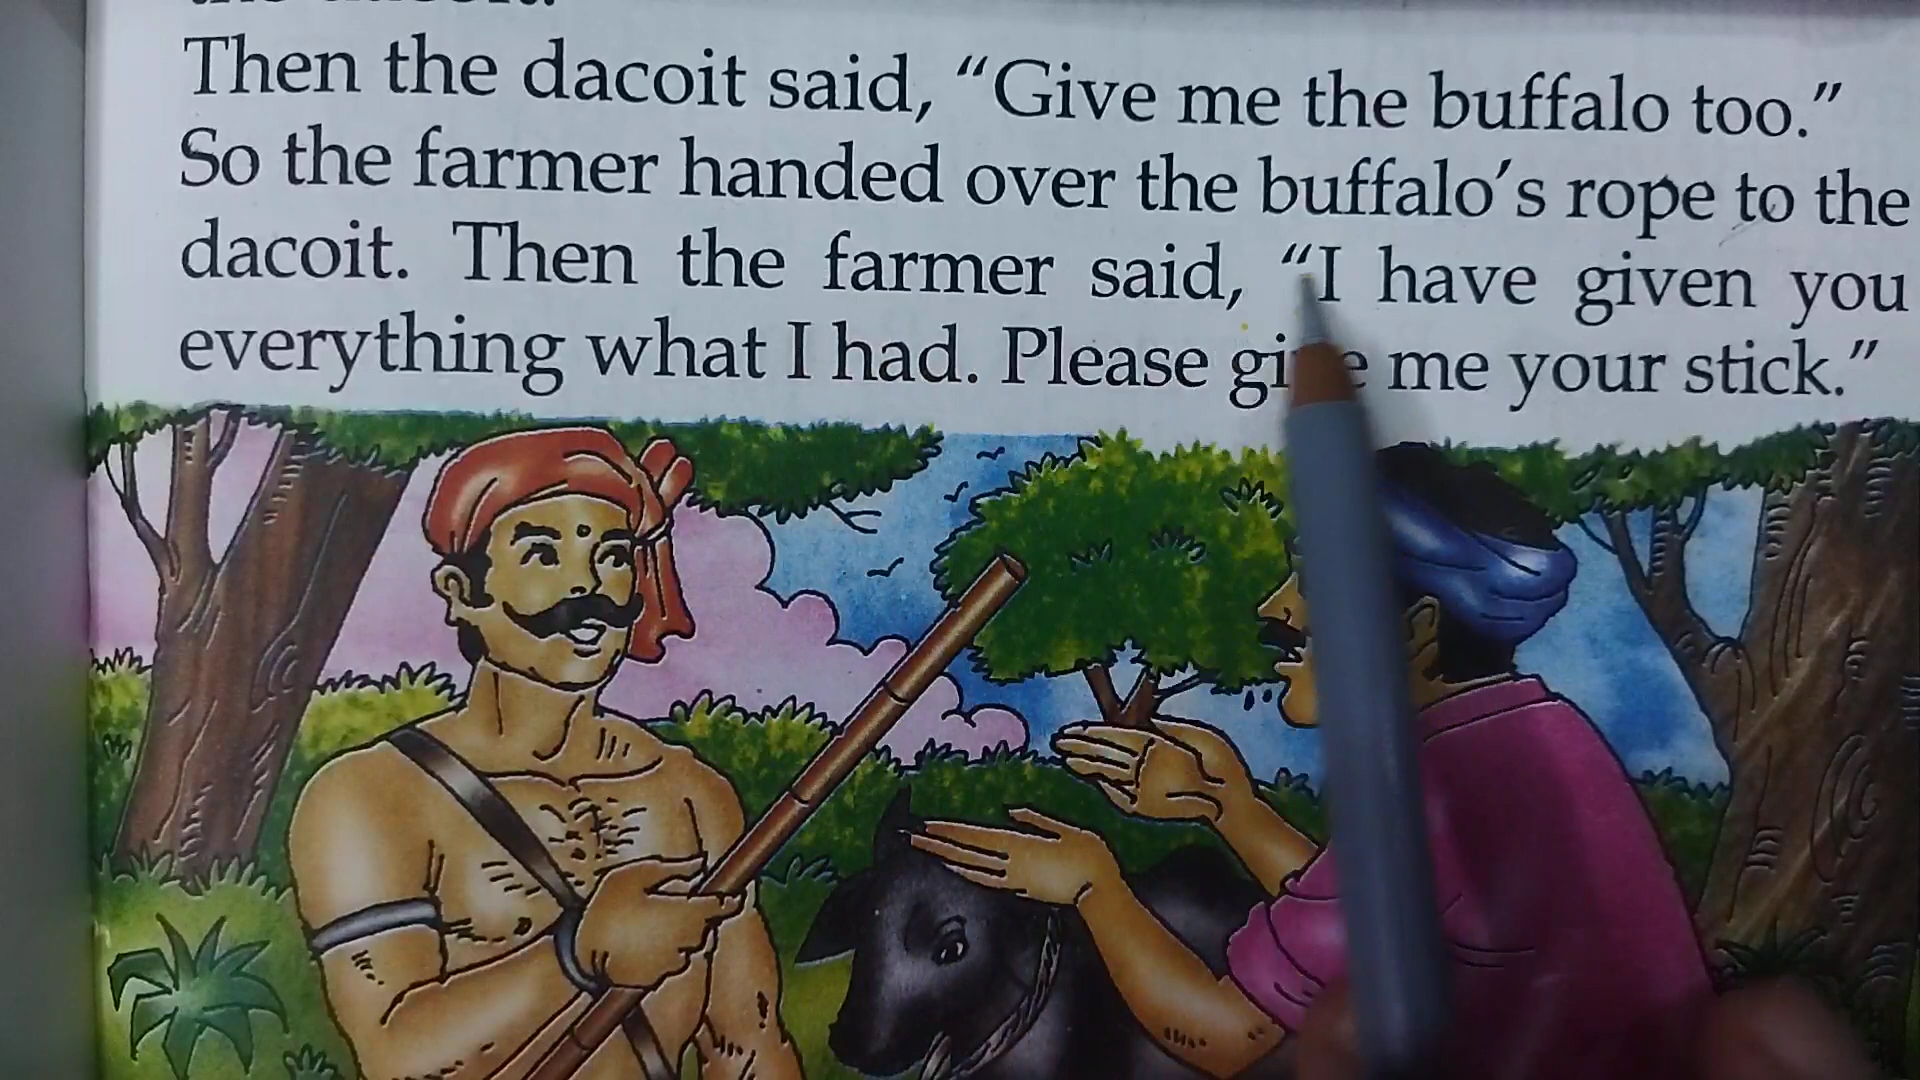 Then the dacoit said, “Give me the buffalo too.”
So the farmer handed over the buffalo’s rope to the
dacoit. Then the farmer said, “I have given you
everything what I had. Please give me your stick.”